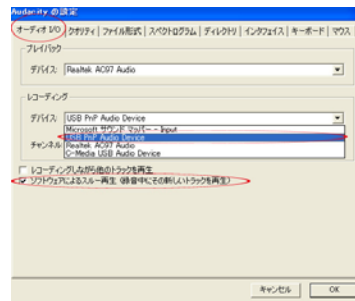 Audacity の設定
オーディオ I/O | クオリティ | ファイル形式 | スペクトログラム | ディレクトリ | インタフェイス | キーボード | マウス
プレイバック
デバイス: Realtek AC97 Audio
レコーディング
デバイス: USB PnP Audio Device
Microsoft サウンド マッパー - Input
USB PnP Audio Device
チャンネル: Realtek AC97 Audio
C-Media USB Audio Device
レコーディングしながら他のトラックを再生
ソフトウェアによるスルー再生 (録音中にその新しいトラックを再生)
キャンセル OK